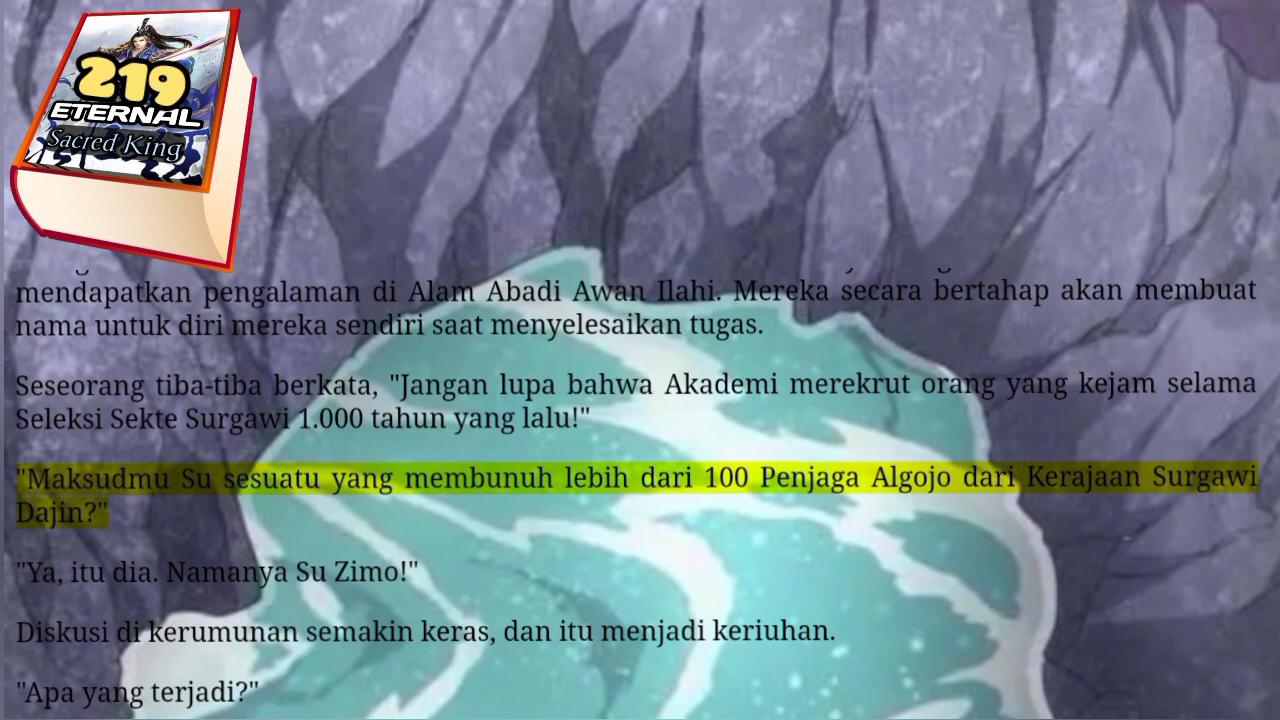 219
ETERNAL
Sacred King
mendapatkan pengalaman di Alam Abadi Awan Ilahi. Mereka secara bertahap akan membuat
nama untuk diri mereka sendiri saat menyelesaikan tugas.
Seseorang tiba-tiba berkata, "Jangan lupa bahwa Akademi merekrut orang yang kejam selama
Seleksi Sekte Surgawi 1.000 tahun yang lalu!"
"Maksudmu Su sesuatu yang membunuh lebih dari 100 Penjaga Algojo dari Kerajaan Surgawi
Dajin?"
"Ya, itu dia. Namanya Su Zimo!"
Diskusi di kerumunan semakin keras, dan itu menjadi keriuhan.
"Apa yang terjadi?"